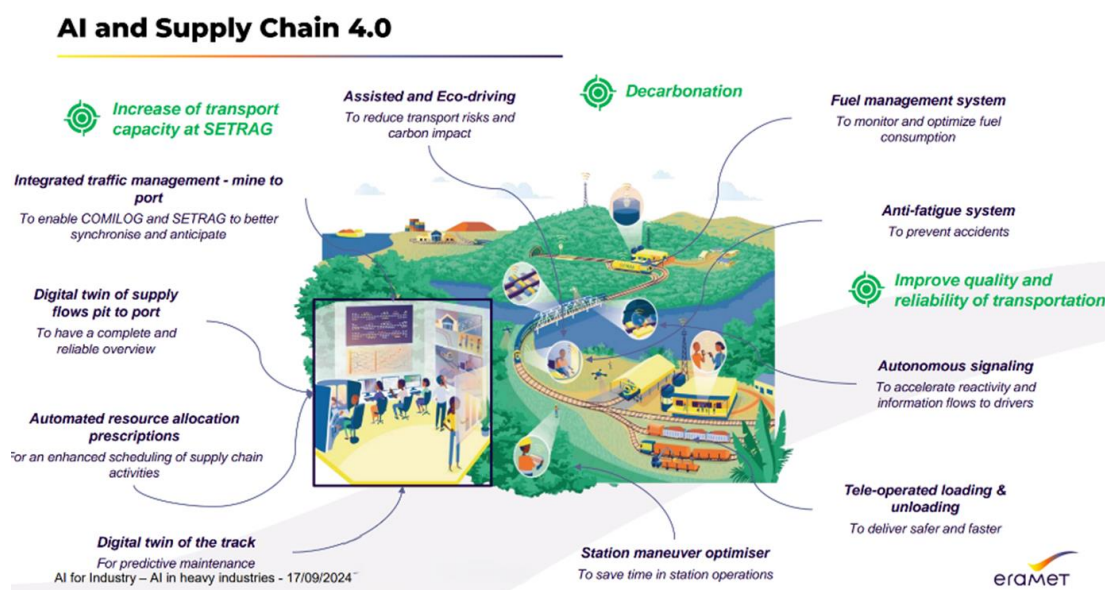 AI and Supply Chain 4.0
Increase of transport
capacity at SETRAG
Assisted and Eco-driving
To reduce transport risks and
carbon impact
Decarbonation
Fuel management system
To monitor and optimize fuel
consumption
Integrated traffic management - mine to
port
To enable COMILOG and SETRAG to better
synchronise and anticipate
Anti-fatigue system
To prevent accidents
Improve quality and
reliability of transportation
Digital twin of supply
flows pit to port
To have a complete and
reliable overview
Autonomous signaling
To accelerate reactivity and
information flows to drivers
Automated resource allocation
prescriptions
For an enhanced scheduling of supply chain
activities
Tele-operated loading &
unloading
To deliver safer and faster
Digital twin of the track
For predictive maintenance
Station maneuver optimiser
To save time in station operations
AI for Industry – AI in heavy industries - 17/09/2024
eramet